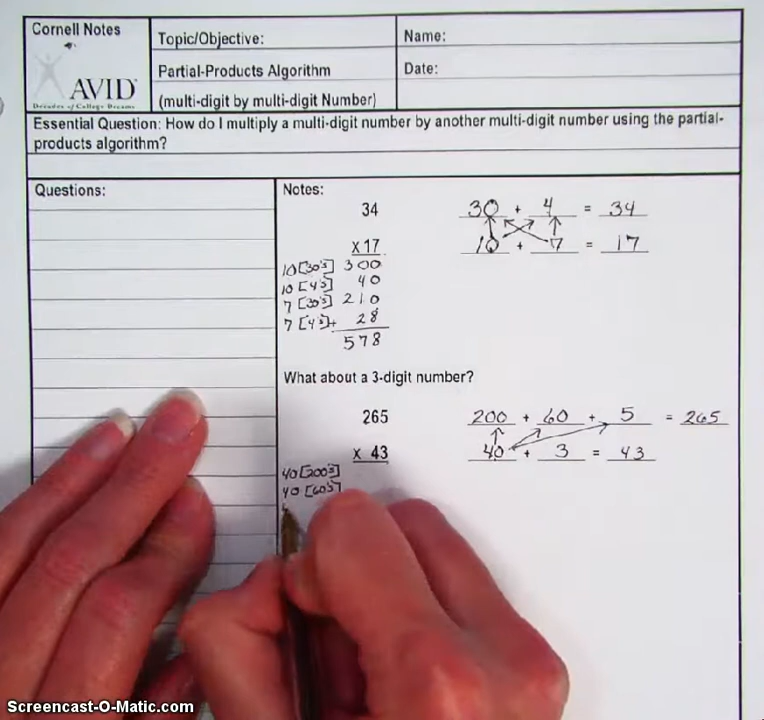 Cornell Notes
AVID
Decades of College Dreams
Topic/Objective:
Partial-Products Algorithm
(multi-digit by multi-digit Number)
Name:
Date:
Essential Question: How do I multiply a multi-digit number by another multi-digit number using the partial-
products algorithm?
Questions:
Notes:
34
X 17
10 [30's] 300
10 [4's] 40
7 [30's] 210
7 [4's] + 28
578
30 + 4 = 34
10 + 7 = 17
What about a 3-digit number?
265
X 43
40 [200's]
40 [60's]
200 + 60 + 5 = 265
40 + 3 = 43
Screencast-O-Matic.com